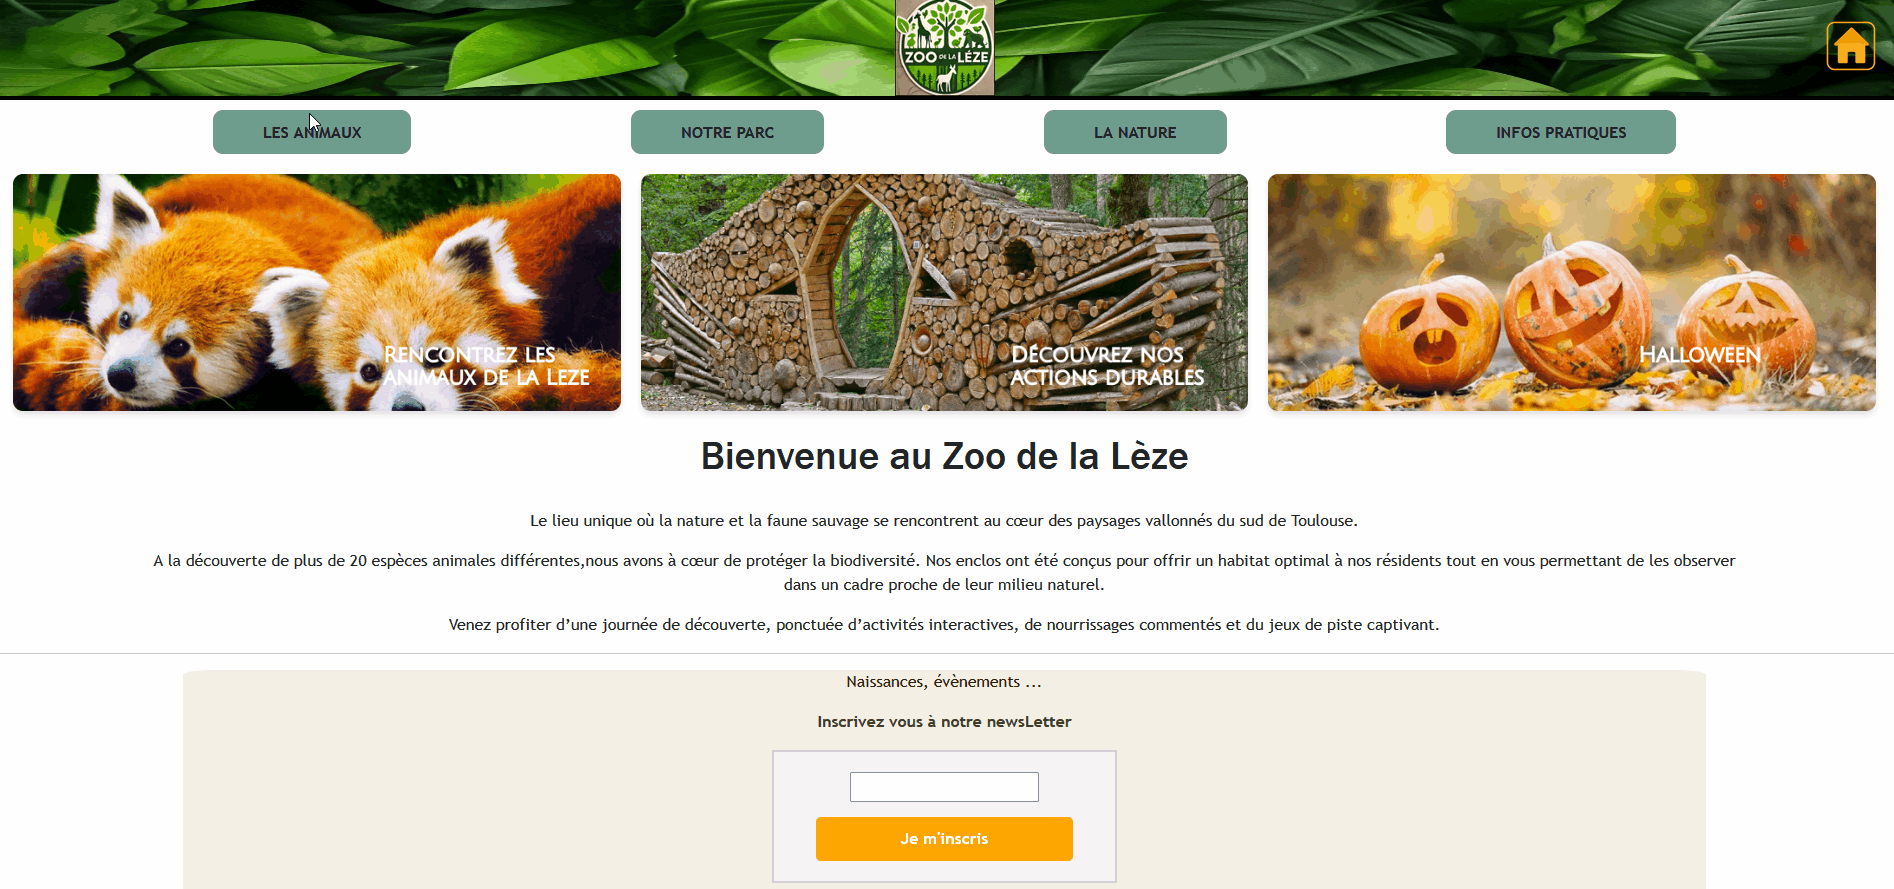 ZOO DE LA LÉZE
LES ANIMAUX
NOTRE PARC
LA NATURE
INFOS PRATIQUES
RENCONTREZ LES
ANIMAUX DE LA LEZE
DÉCOUVREZ NOS
ACTIONS DURABLES
HALLOWEEN
Bienvenue au Zoo de la Lèze
Le lieu unique où la nature et la faune sauvage se rencontrent au cœur des paysages vallonnés du sud de Toulouse.
A la découverte de plus de 20 espèces animales différentes,nous avons à cœur de protéger la biodiversité. Nos enclos ont été conçus pour offrir un habitat optimal à nos résidents tout en vous permettant de les observer
dans un cadre proche de leur milieu naturel.
Venez profiter d’une journée de découverte, ponctuée d’activités interactives, de nourrissages commentés et du jeux de piste captivant.
Naissances, évènements ...
Inscrivez vous à notre newsLetter
Je m'inscris